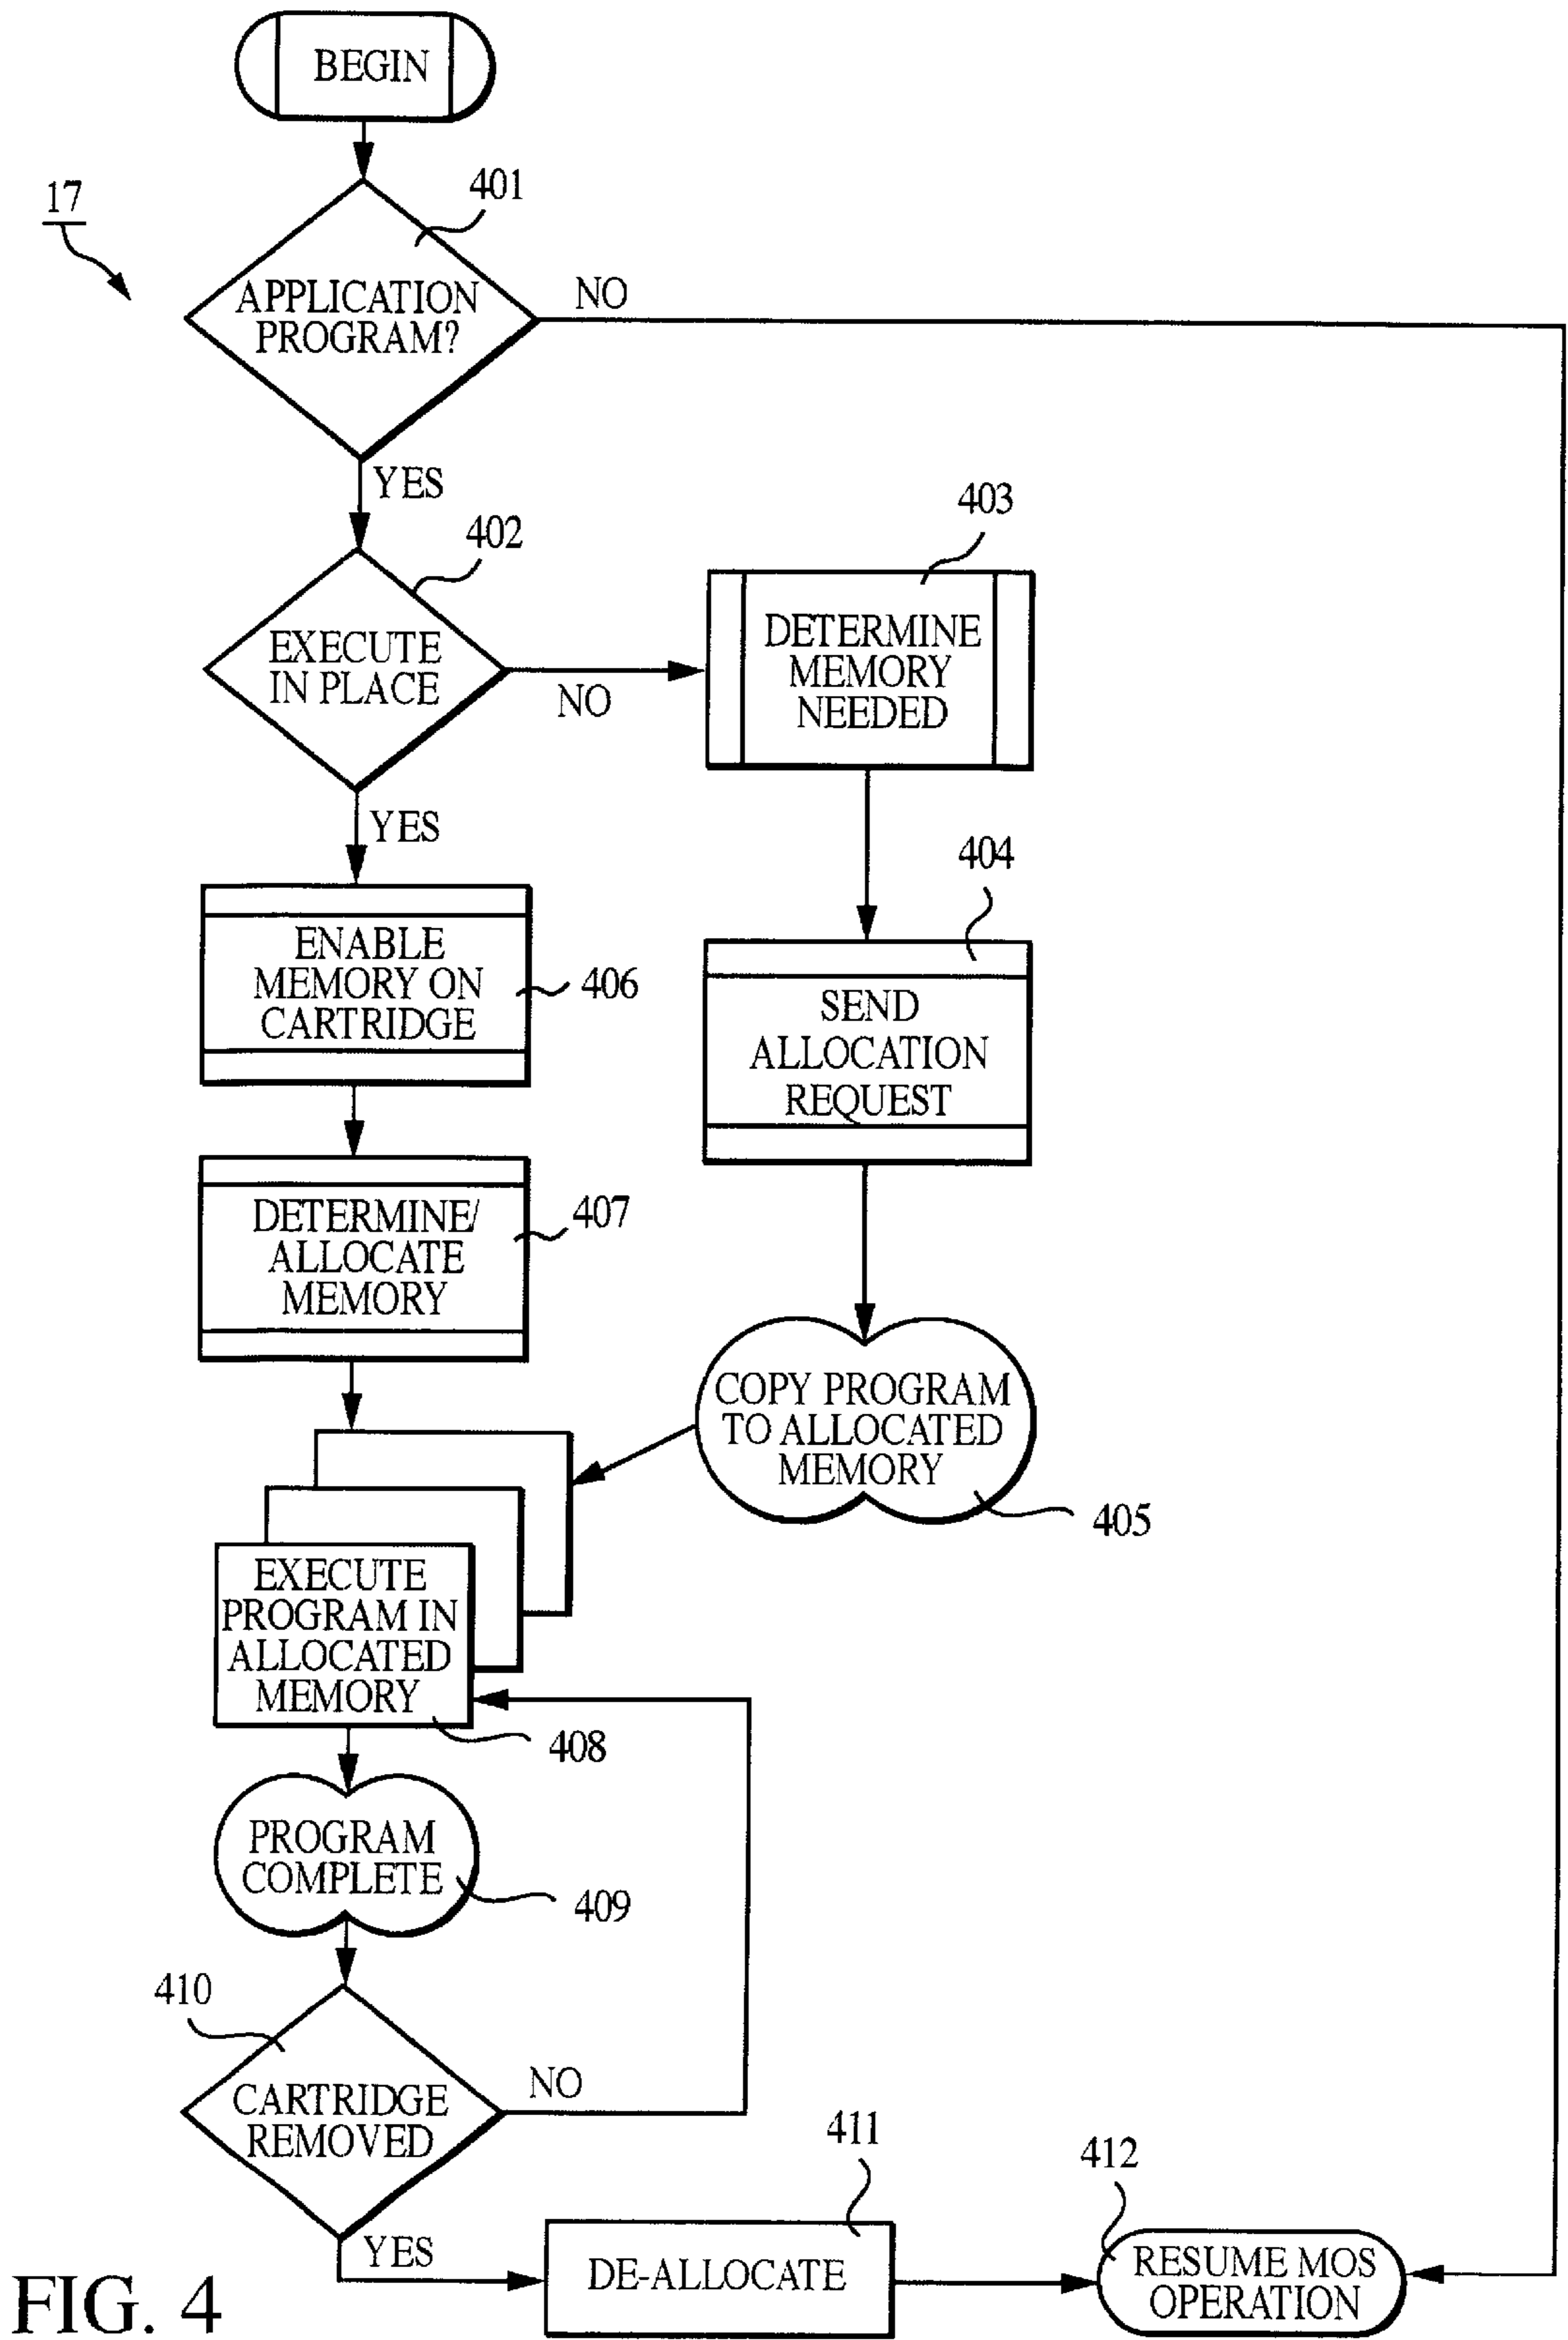 BEGIN
401
17
APPLICATION
PROGRAM?
NO
YES
402
EXECUTE
IN PLACE
NO
403
DETERMINE
MEMORY
NEEDED
YES
404
ENABLE
MEMORY ON
CARTRIDGE
406
SEND
ALLOCATION
REQUEST
DETERMINE/
ALLOCATE
MEMORY
407
COPY PROGRAM
TO ALLOCATED
MEMORY
405
EXECUTE
PROGRAM IN
ALLOCATED
MEMORY
408
PROGRAM
COMPLETE
409
410
CARTRIDGE
REMOVED
NO
YES
411
DE-ALLOCATE
412
RESUME MOS
OPERATION
FIG. 4